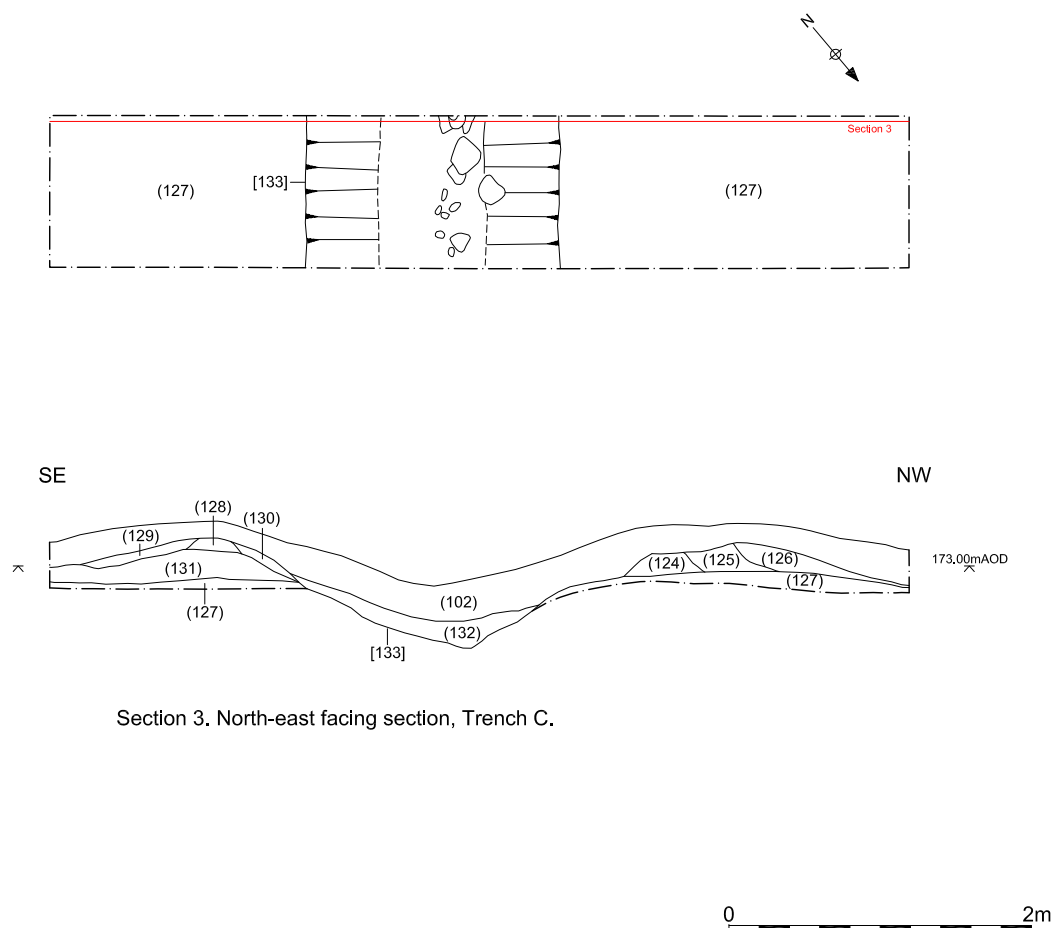 N
Section 3
(127)
[133]
(127)
SE
NW
(128)
(130)
(129)
(131)
(127)
(124)
(125)
(126)
(127)
173.00mAOD
(102)
(132)
[133]
Section 3. North-east facing section, Trench C.
0
2m